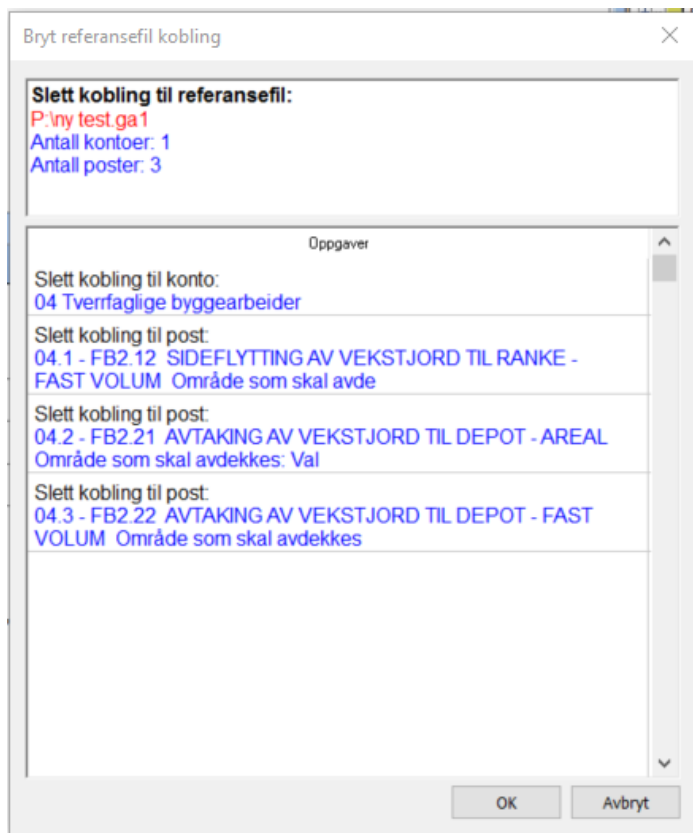 Bryt referansefil kobling
Slett kobling til referansefil:
P:\ny test.ga1
Antall kontoer: 1
Antall poster: 3
Oppgaver
Slett kobling til konto:
04 Tverrfaglige byggearbeider
Slett kobling til post:
04.1 - FB2.12 SIDEFLYTTING AV VEKSTJORD TIL RANKE -
FAST VOLUM Område som skal avde
Slett kobling til post:
04.2 - FB2.21 AVTAKING AV VEKSTJORD TIL DEPOT - AREAL
Område som skal avdekkes: Val
Slett kobling til post:
04.3 - FB2.22 AVTAKING AV VEKSTJORD TIL DEPOT - FAST
VOLUM Område som skal avdekkes
OK
Avbryt